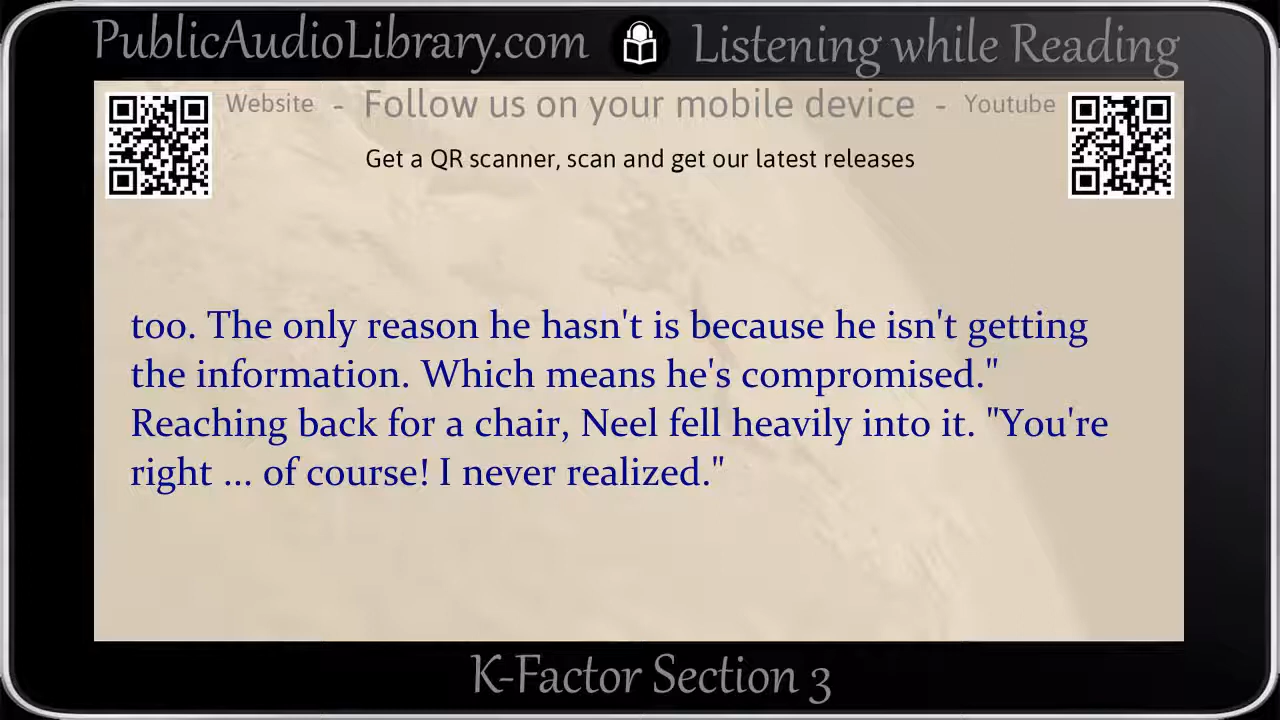 PublicAudioLibrary.com Listening while Reading
Website - Follow us on your mobile device - Youtube
Get a QR scanner, scan and get our latest releases
too. The only reason he hasn't is because he isn't getting
the information. Which means he's compromised."
Reaching back for a chair, Neel fell heavily into it. "You're
right ... of course! I never realized."
K-Factor Section 3